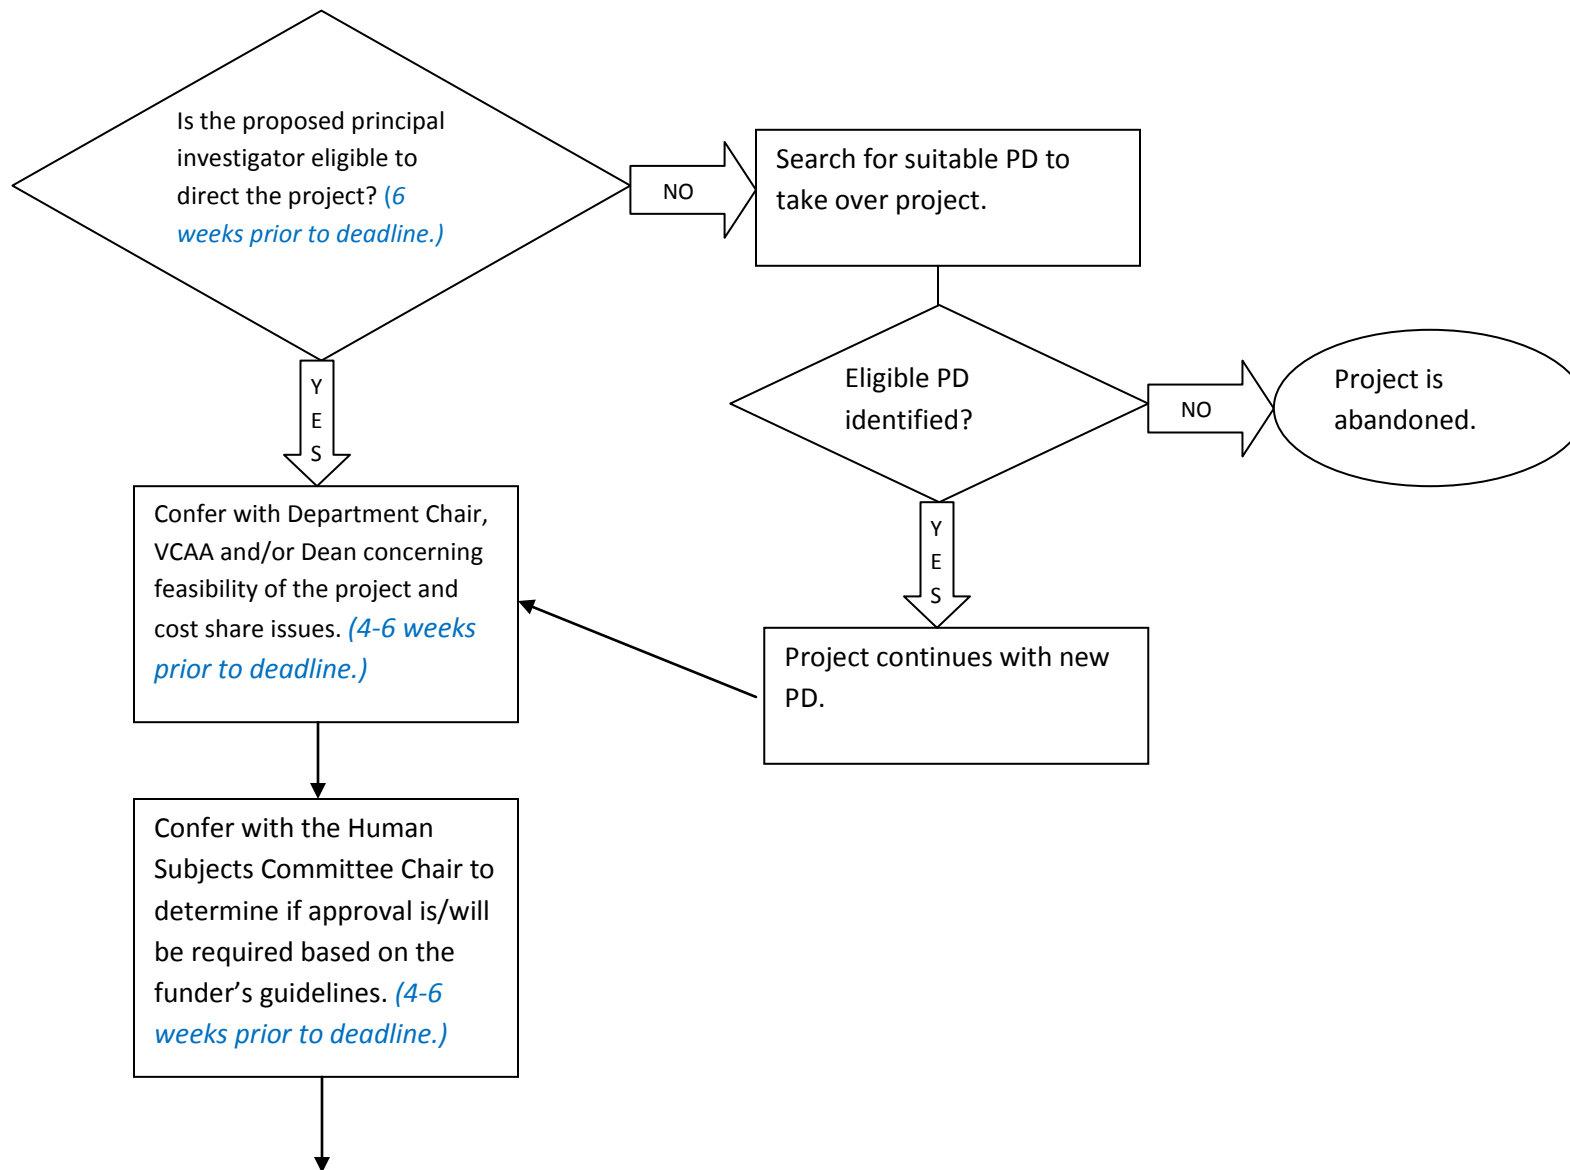 Is the proposed principal
investigator eligible to
direct the project? (6
weeks prior to deadline.)
NO
Search for suitable PD to
take over project.
YES
Eligible PD
identified?
NO
Project is
abandoned.
YES
Confer with Department Chair,
VCAA and/or Dean concerning
feasibility of the project and
cost share issues. (4-6 weeks
prior to deadline.)
Project continues with new
PD.
Confer with the Human
Subjects Committee Chair to
determine if approval is/will
be required based on the
funder’s guidelines. (4-6
weeks prior to deadline.)